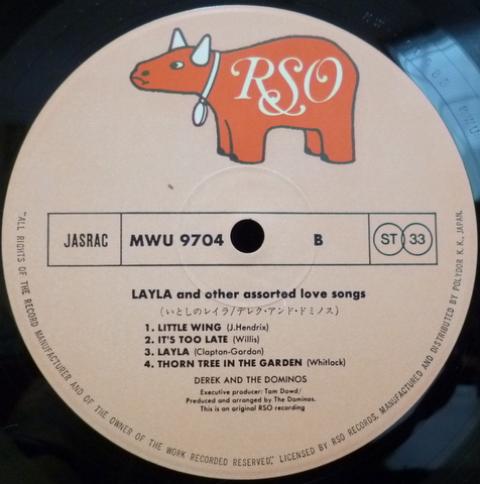 RSO
JASRAC
MWU 9704
B
ST 33
LAYLA and other assorted love songs
(いとしのレイラ/デレク・アンド・ドミノス)
1. LITTLE WING (J.Hendrix)
2. IT'S TOO LATE (Willis)
3. LAYLA (Clapton-Gordon)
4. THORN TREE IN THE GARDEN (Whitlock)
DEREK AND THE DOMINOS
Executive producer: Tom Dowd/
Produced and arranged by The Dominos.
This is an original RSO recording
"ALL RIGHTS OF THE RECORD MANUFACTURER AND OF THE OWNER OF THE WORK RECORDED RESERVED," LICENSED BY RSO RECORDS, MANUFACTURED AND DISTRIBUTED BY POLYDOR K. K., JAPAN.